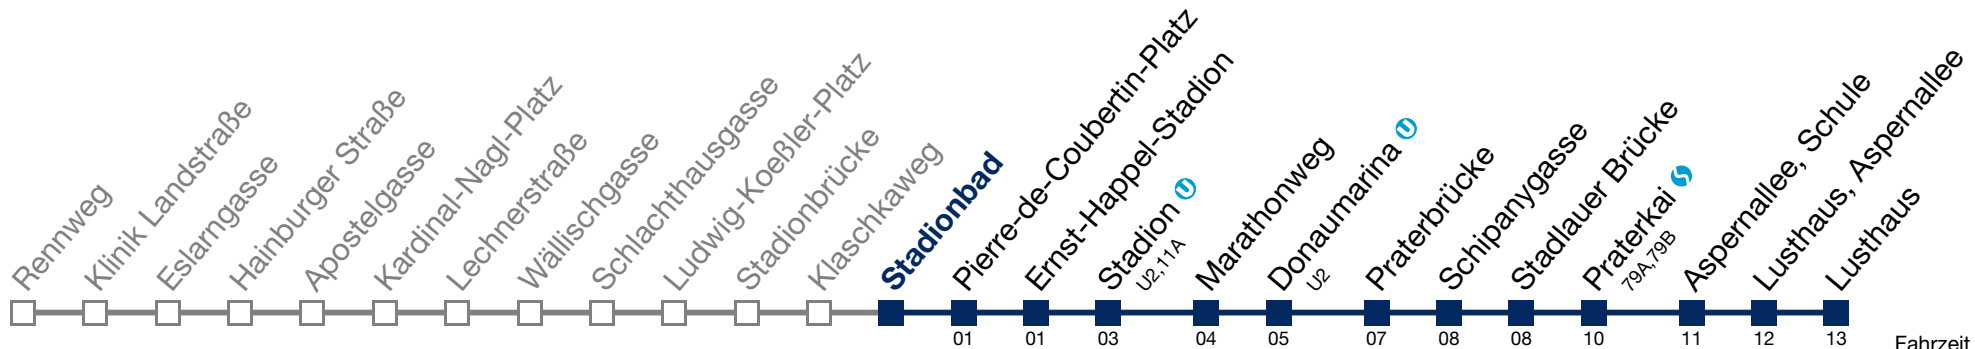 Rennweg
Klinik Landstraße
Eslarngasse
Hainburger Straße
Apostelgasse
Kardinal-Nagl-Platz
Lechnerstraße
Wällischgasse
Schlachthausgasse
Ludwig-Koeßler-Platz
Stadionbrücke
Klaschkaweg
Stadionbad
Pierre-de-Coubertin-Platz
Ernst-Happel-Stadion
Stadion U
U2,11A
Marathonweg
Donaumarina U
U2
Praterbrücke
Schipanygasse
Stadlauer Brücke
Praterkai S
79A,79B
Aspernallee, Schule
Lusthaus, Aspernallee
Lusthaus
01 01 03 04 05 07 08 08 10 11 12 13 Fahrzeit